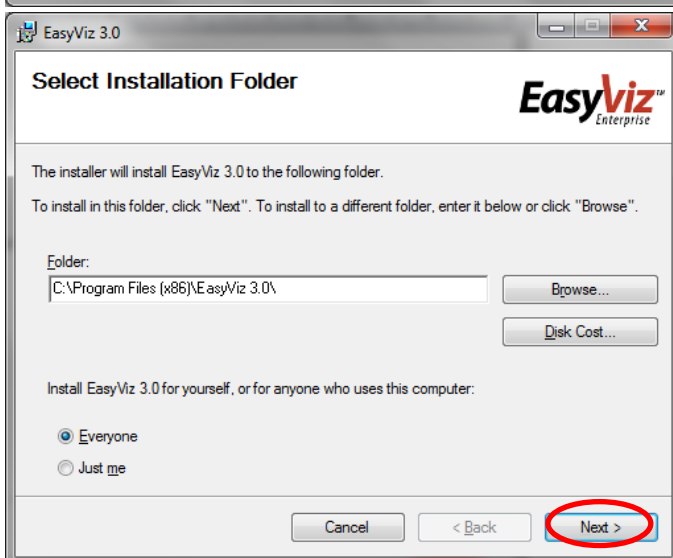 EasyViz 3.0
Select Installation Folder
EasyViz™
Enterprise
The installer will install EasyViz 3.0 to the following folder.
To install in this folder, click "Next". To install to a different folder, enter it below or click "Browse".
Folder:
C:\Program Files (x86)\EasyViz 3.0\
Browse...
Disk Cost...
Install EasyViz 3.0 for yourself, or for anyone who uses this computer:
Everyone
Just me
Cancel
< Back
Next >